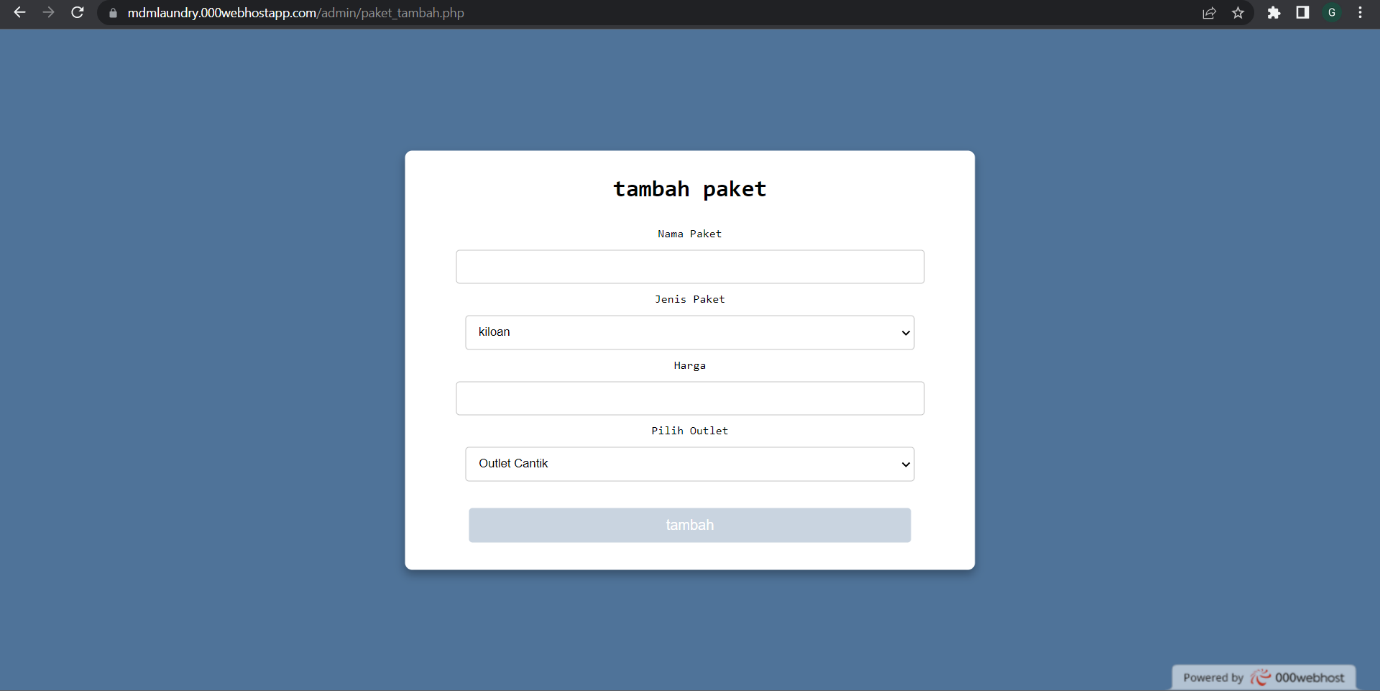 mdmlaundry.000webhostapp.com/admin/paket_tambah.php
G
tambah paket
Nama Paket
Jenis Paket
kiloan
Harga
Pilih Outlet
Outlet Cantik
tambah
Powered by 000webhost